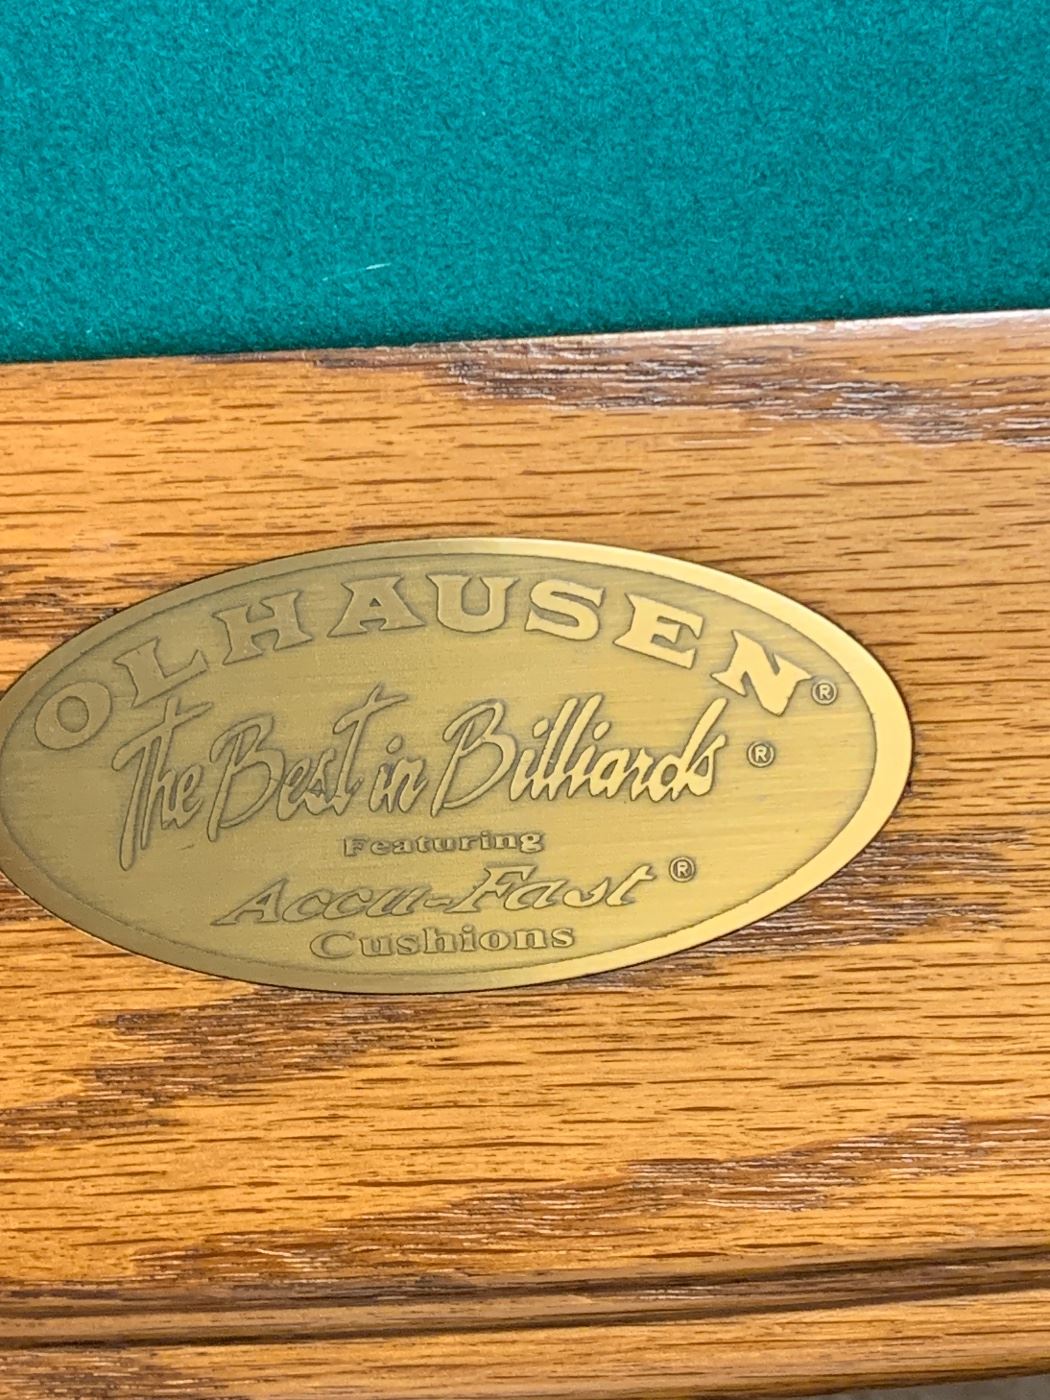 OLHAUSEN®
The Best in Billiards®
Featuring
Accu-Fast®
Cushions